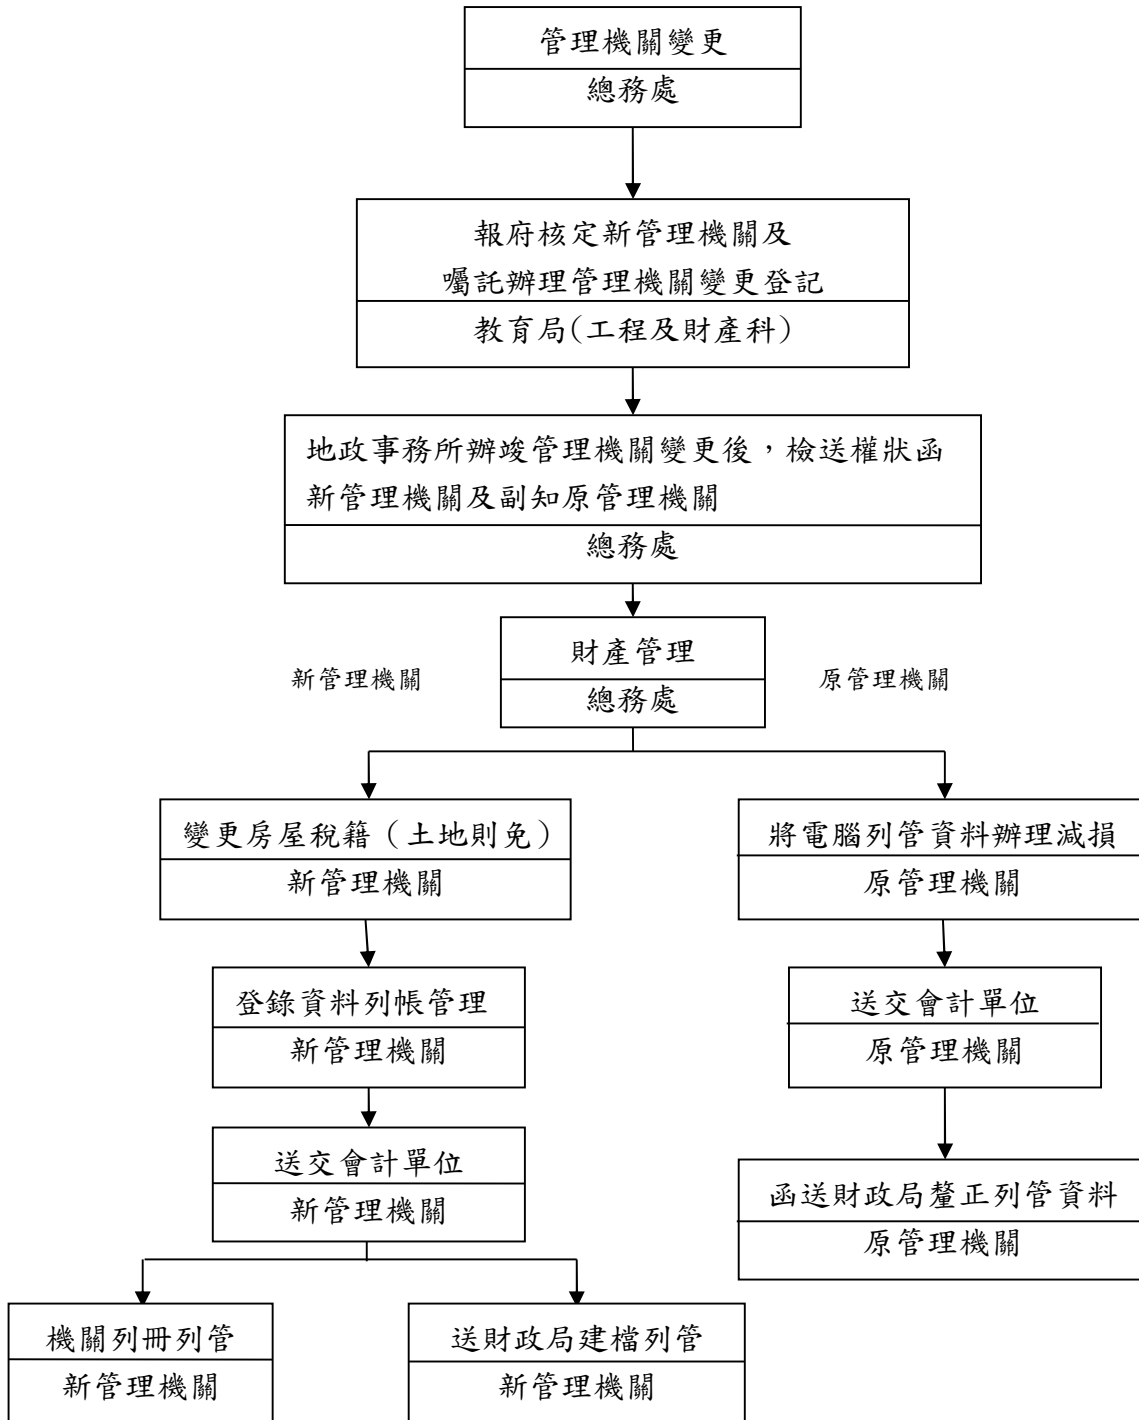 管理機關變更
總務處
報府核定新管理機關及
囑託辦理管理機關變更登記
教育局(工程及財產科)
地政事務所辦竣管理機關變更後，檢送權狀函
新管理機關及副知原管理機關
總務處
財產管理
總務處
新管理機關
原管理機關
變更房屋稅籍（土地則免）
新管理機關
將電腦列管資料辦理減損
原管理機關
登錄資料列帳管理
新管理機關
送交會計單位
原管理機關
送交會計單位
新管理機關
函送財政局釐正列管資料
原管理機關
機關列冊列管
新管理機關
送財政局建檔列管
新管理機關